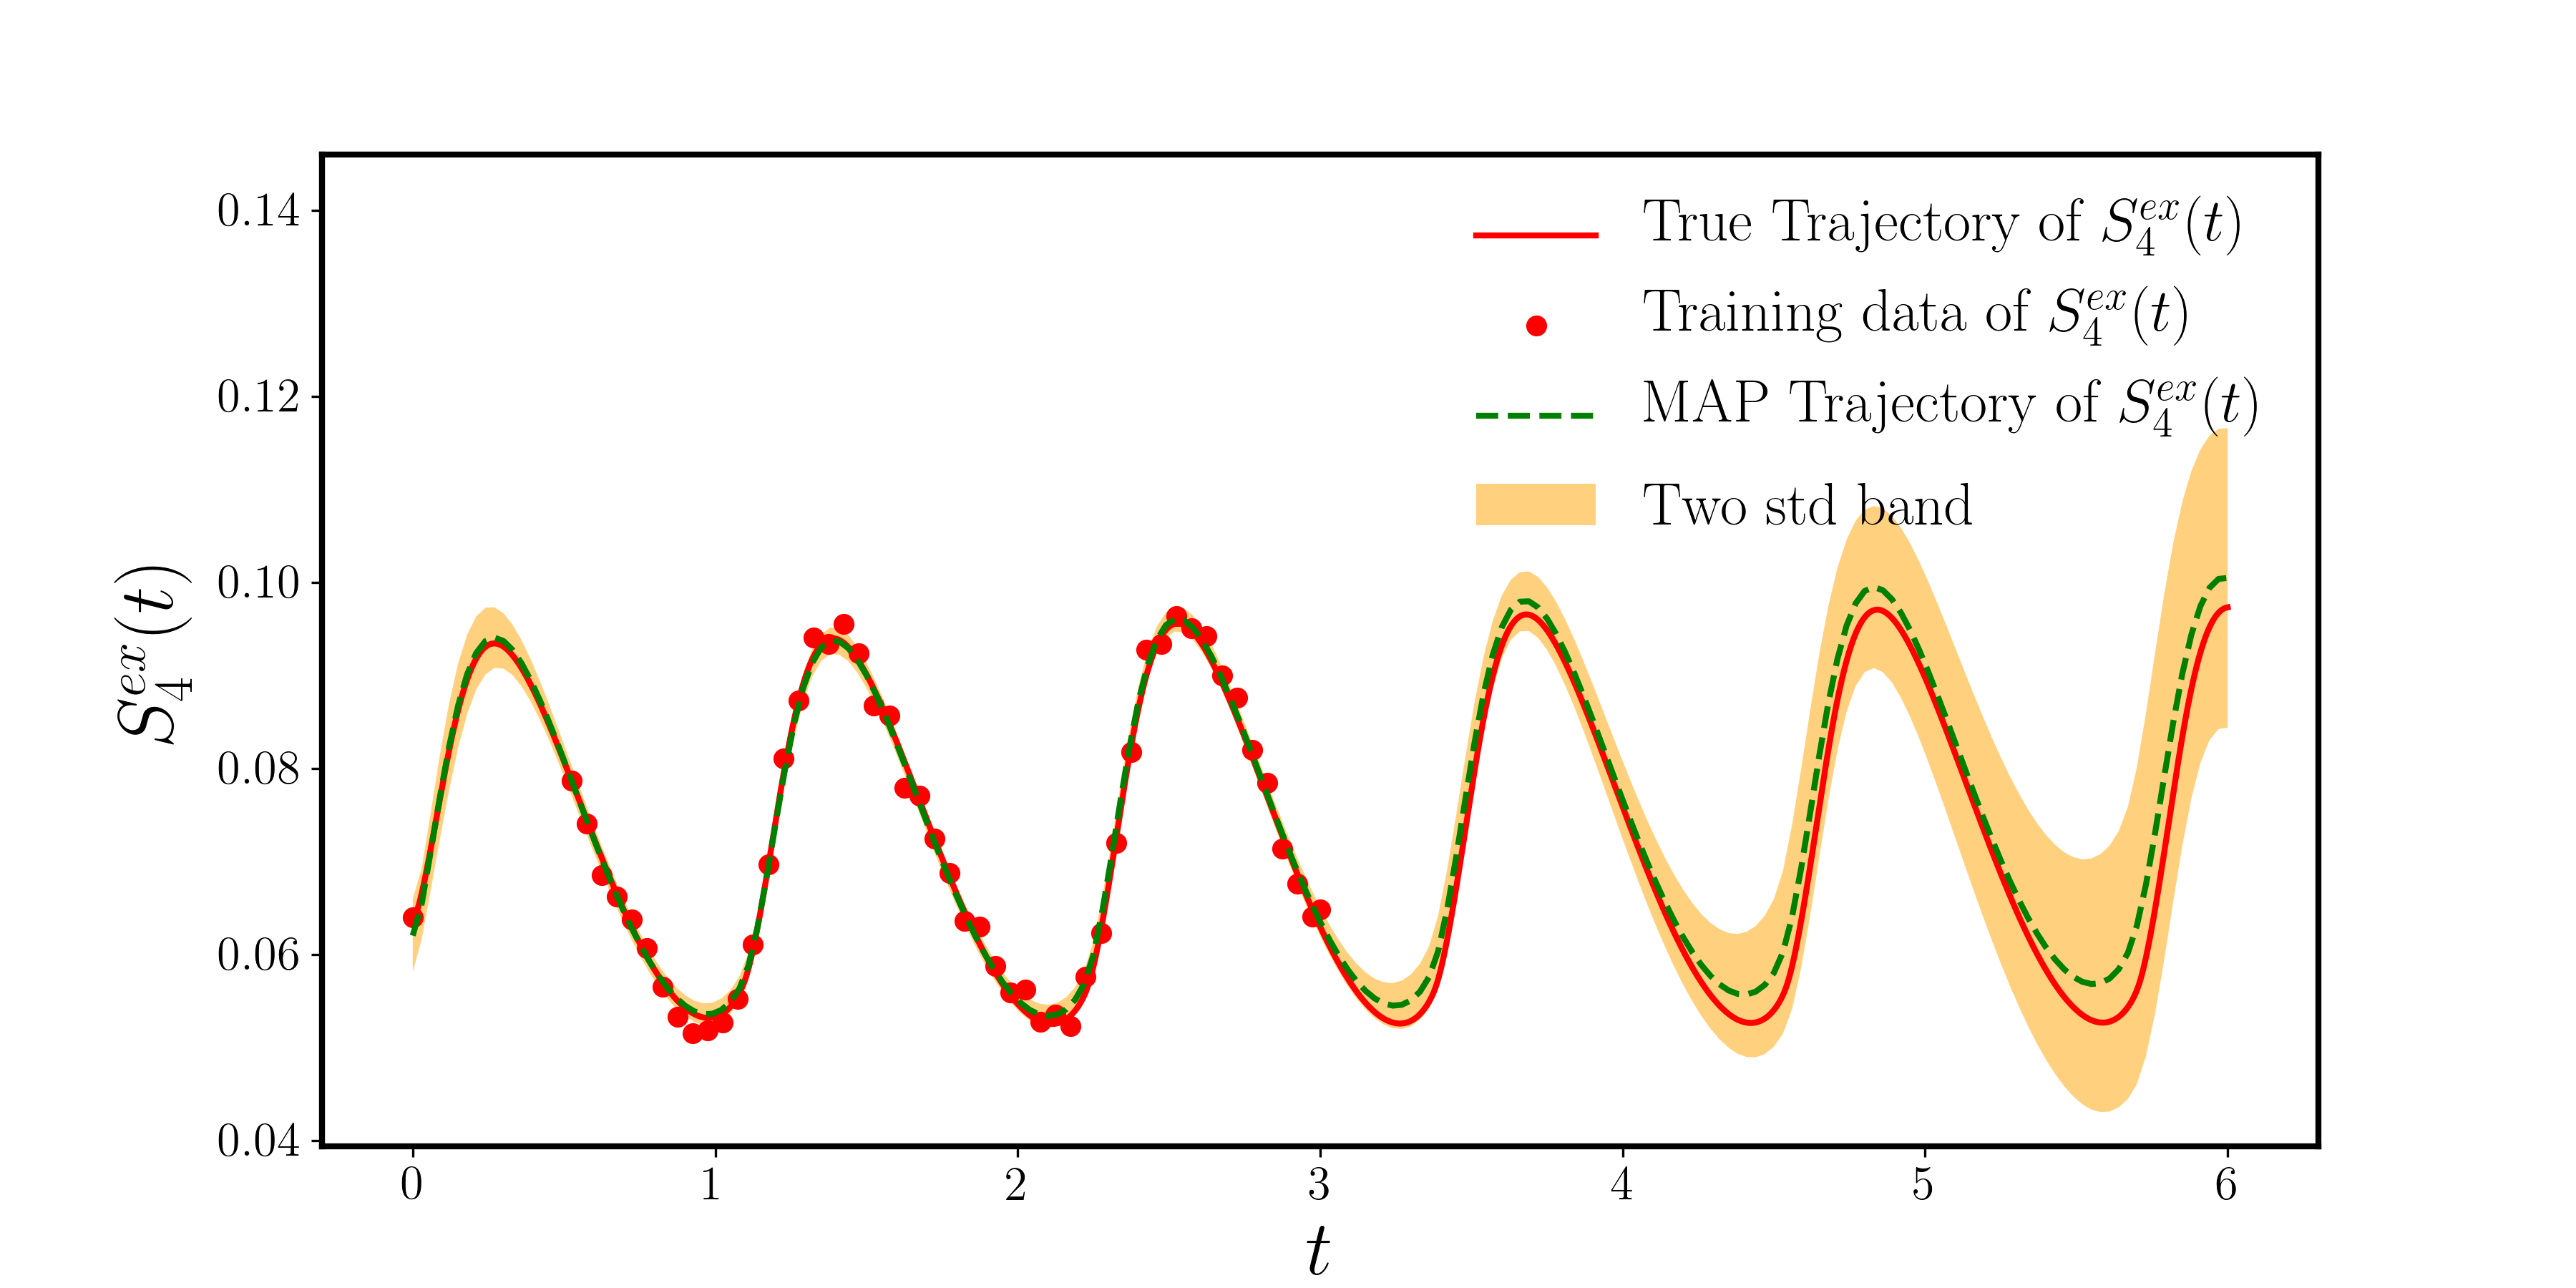 True Trajectory of $S_4^{ex}(t)$
Training data of $S_4^{ex}(t)$
MAP Trajectory of $S_4^{ex}(t)$
Two std band
$S_4^{ex}(t)$
0.14
0.12
0.10
0.08
0.06
0.04
0 1 2 3 4 5 6
$t$